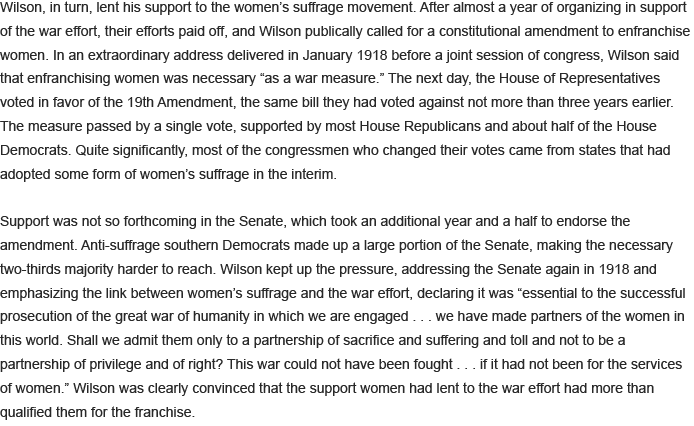 Wilson, in turn, lent his support to the women’s suffrage movement. After almost a year of organizing in support
of the war effort, their efforts paid off, and Wilson publically called for a constitutional amendment to enfranchise
women. In an extraordinary address delivered in January 1918 before a joint session of congress, Wilson said
that enfranchising women was necessary “as a war measure.” The next day, the House of Representatives
voted in favor of the 19th Amendment, the same bill they had voted against not more than three years earlier.
The measure passed by a single vote, supported by most House Republicans and about half of the House
Democrats. Quite significantly, most of the congressmen who changed their votes came from states that had
adopted some form of women’s suffrage in the interim.

Support was not so forthcoming in the Senate, which took an additional year and a half to endorse the
amendment. Anti-suffrage southern Democrats made up a large portion of the Senate, making the necessary
two-thirds majority harder to reach. Wilson kept up the pressure, addressing the Senate again in 1918 and
emphasizing the link between women’s suffrage and the war effort, declaring it was “essential to the successful
prosecution of the great war of humanity in which we are engaged . . . we have made partners of the women in
this world. Shall we admit them only to a partnership of sacrifice and suffering and toll and not to be a
partnership of privilege and of right? This war could not have been fought . . . if it had not been for the services
of women.” Wilson was clearly convinced that the support women had lent to the war effort had more than
qualified them for the franchise.